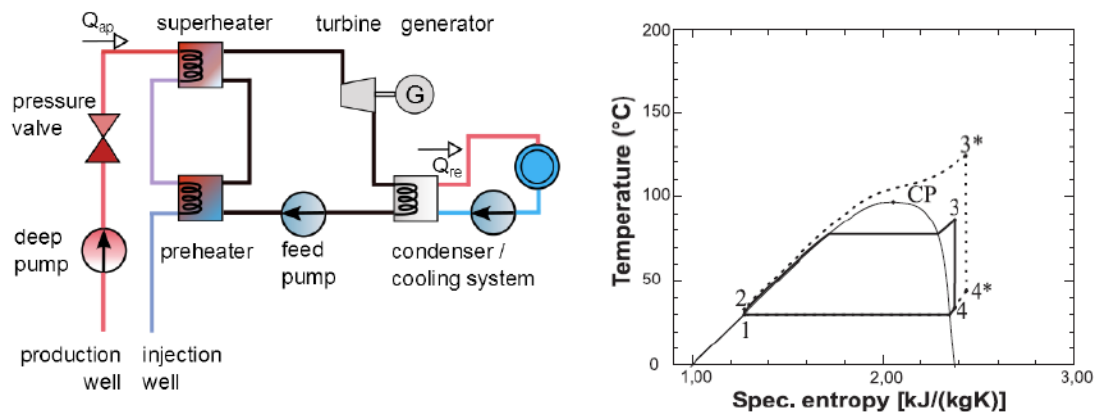 Qap
superheater
turbine generator
pressure
valve
G
Qre
deep
pump
preheater
feed
pump
condenser /
cooling system
production
well
injection
well
200
150
100
50
0
Temperature (°C)
3*
CP
3
4*
2
1
4
1,00
2,00
3,00
Spec. entropy [kJ/(kgK)]